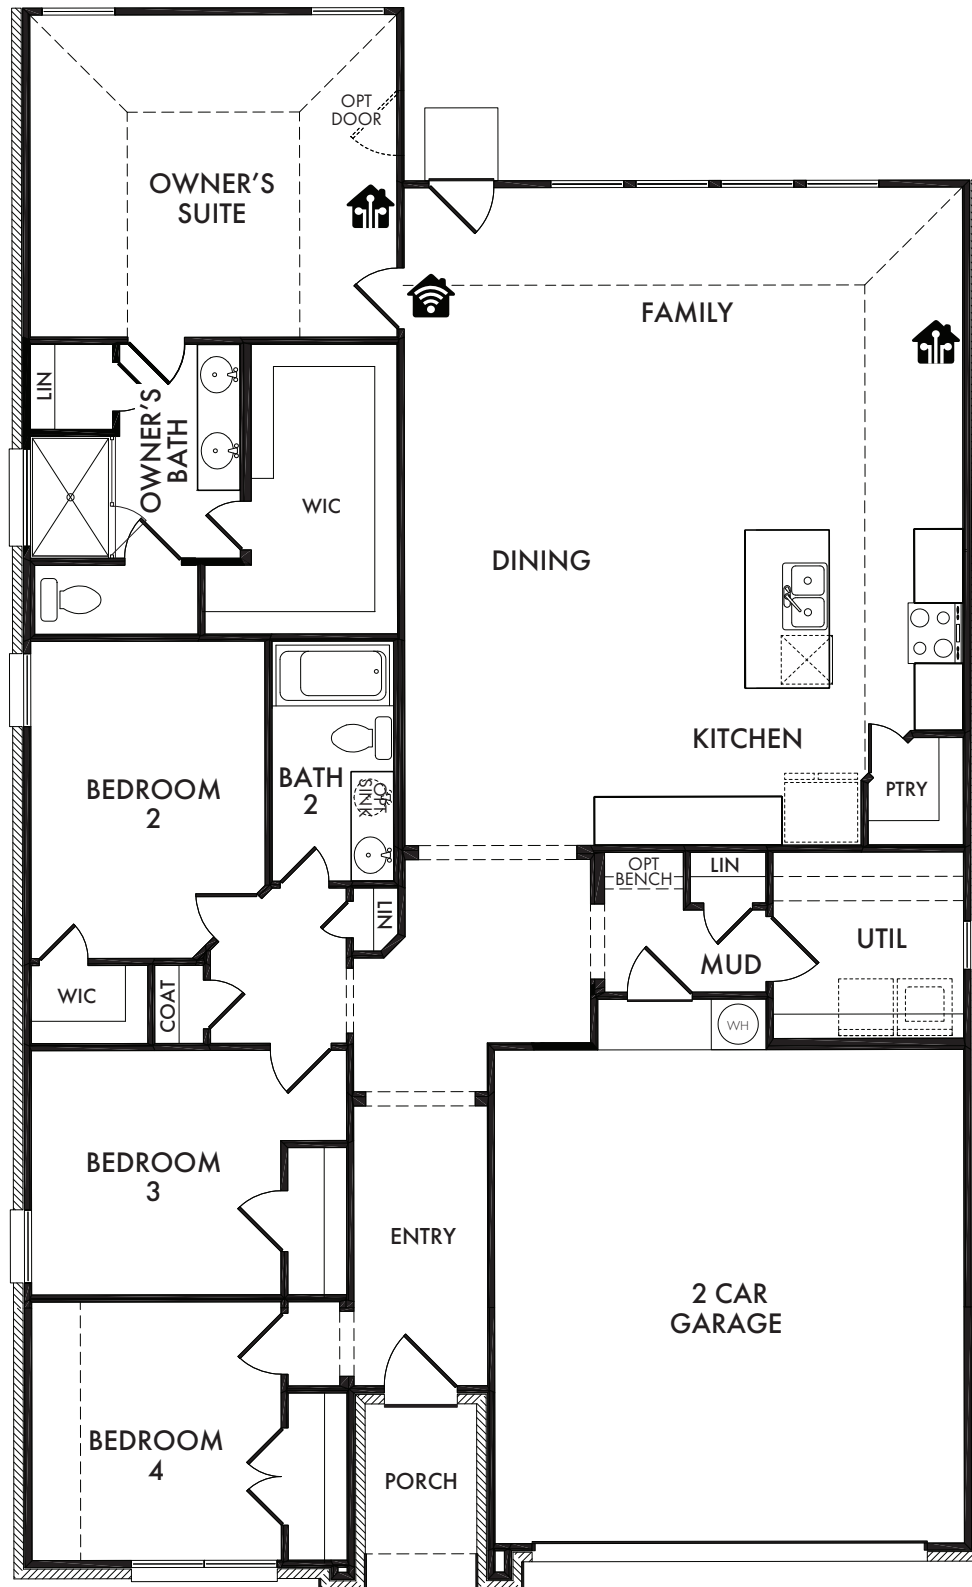 OPT
DOOR
OWNER'S
SUITE
FAMILY
LIN
OWNER'S
BATH
WIC
DINING
KITCHEN
BEDROOM
2
BATH
2
OPT
SINK
PTRY
OPT
BENCH
LIN
LIN
UTIL
MUD
WIC
COAT
WH
BEDROOM
3
ENTRY
2 CAR
GARAGE
BEDROOM
4
PORCH